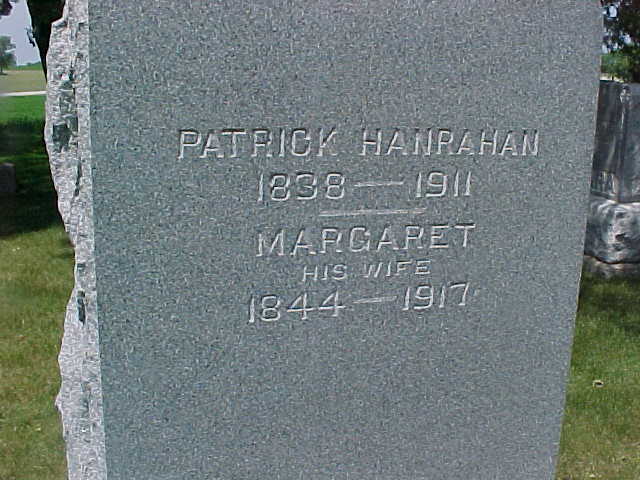 PATRICK HANRAHAN
1838 — 1911
MARGARET
HIS WIFE
1844 — 1917